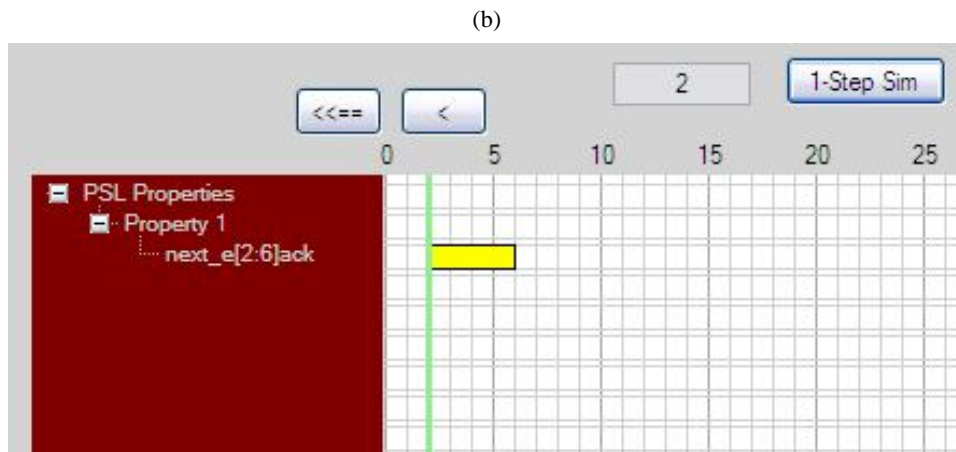 (b)
2 1-Step Sim
<<== <
0 5 10 15 20 25
PSL Properties
Property 1
next_e[2:6]ack